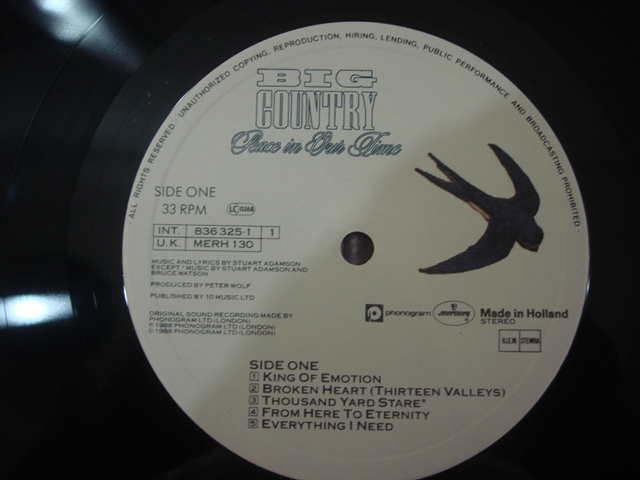 · ALL RIGHTS RESERVED · UNAUTHORIZED COPYING, REPRODUCTION, HIRING, LENDING, PUBLIC PERFORMANCE AND BROADCASTING PROHIBITED ·
BIG
COUNTRY
Peace in Our Time
SIDE ONE
33 RPM
LC 0268
INT. 836 325-1 1
U.K. MERH 130
MUSIC AND LYRICS BY STUART ADAMSON
EXCEPT* MUSIC BY STUART ADAMSON AND
BRUCE WATSON
PRODUCED BY PETER WOLF
PUBLISHED BY 10 MUSIC LTD
ORIGINAL SOUND RECORDING MADE BY
PHONOGRAM LTD (LONDON)
℗ 1988 PHONOGRAM LTD (LONDON)
© 1988 PHONOGRAM LTD (LONDON)
p phonogram mercury Made in Holland
STEREO
B.I.E.M. STEMRA
SIDE ONE
1 KING OF EMOTION
2 BROKEN HEART (THIRTEEN VALLEYS)
3 THOUSAND YARD STARE*
4 FROM HERE TO ETERNITY
5 EVERYTHING I NEED